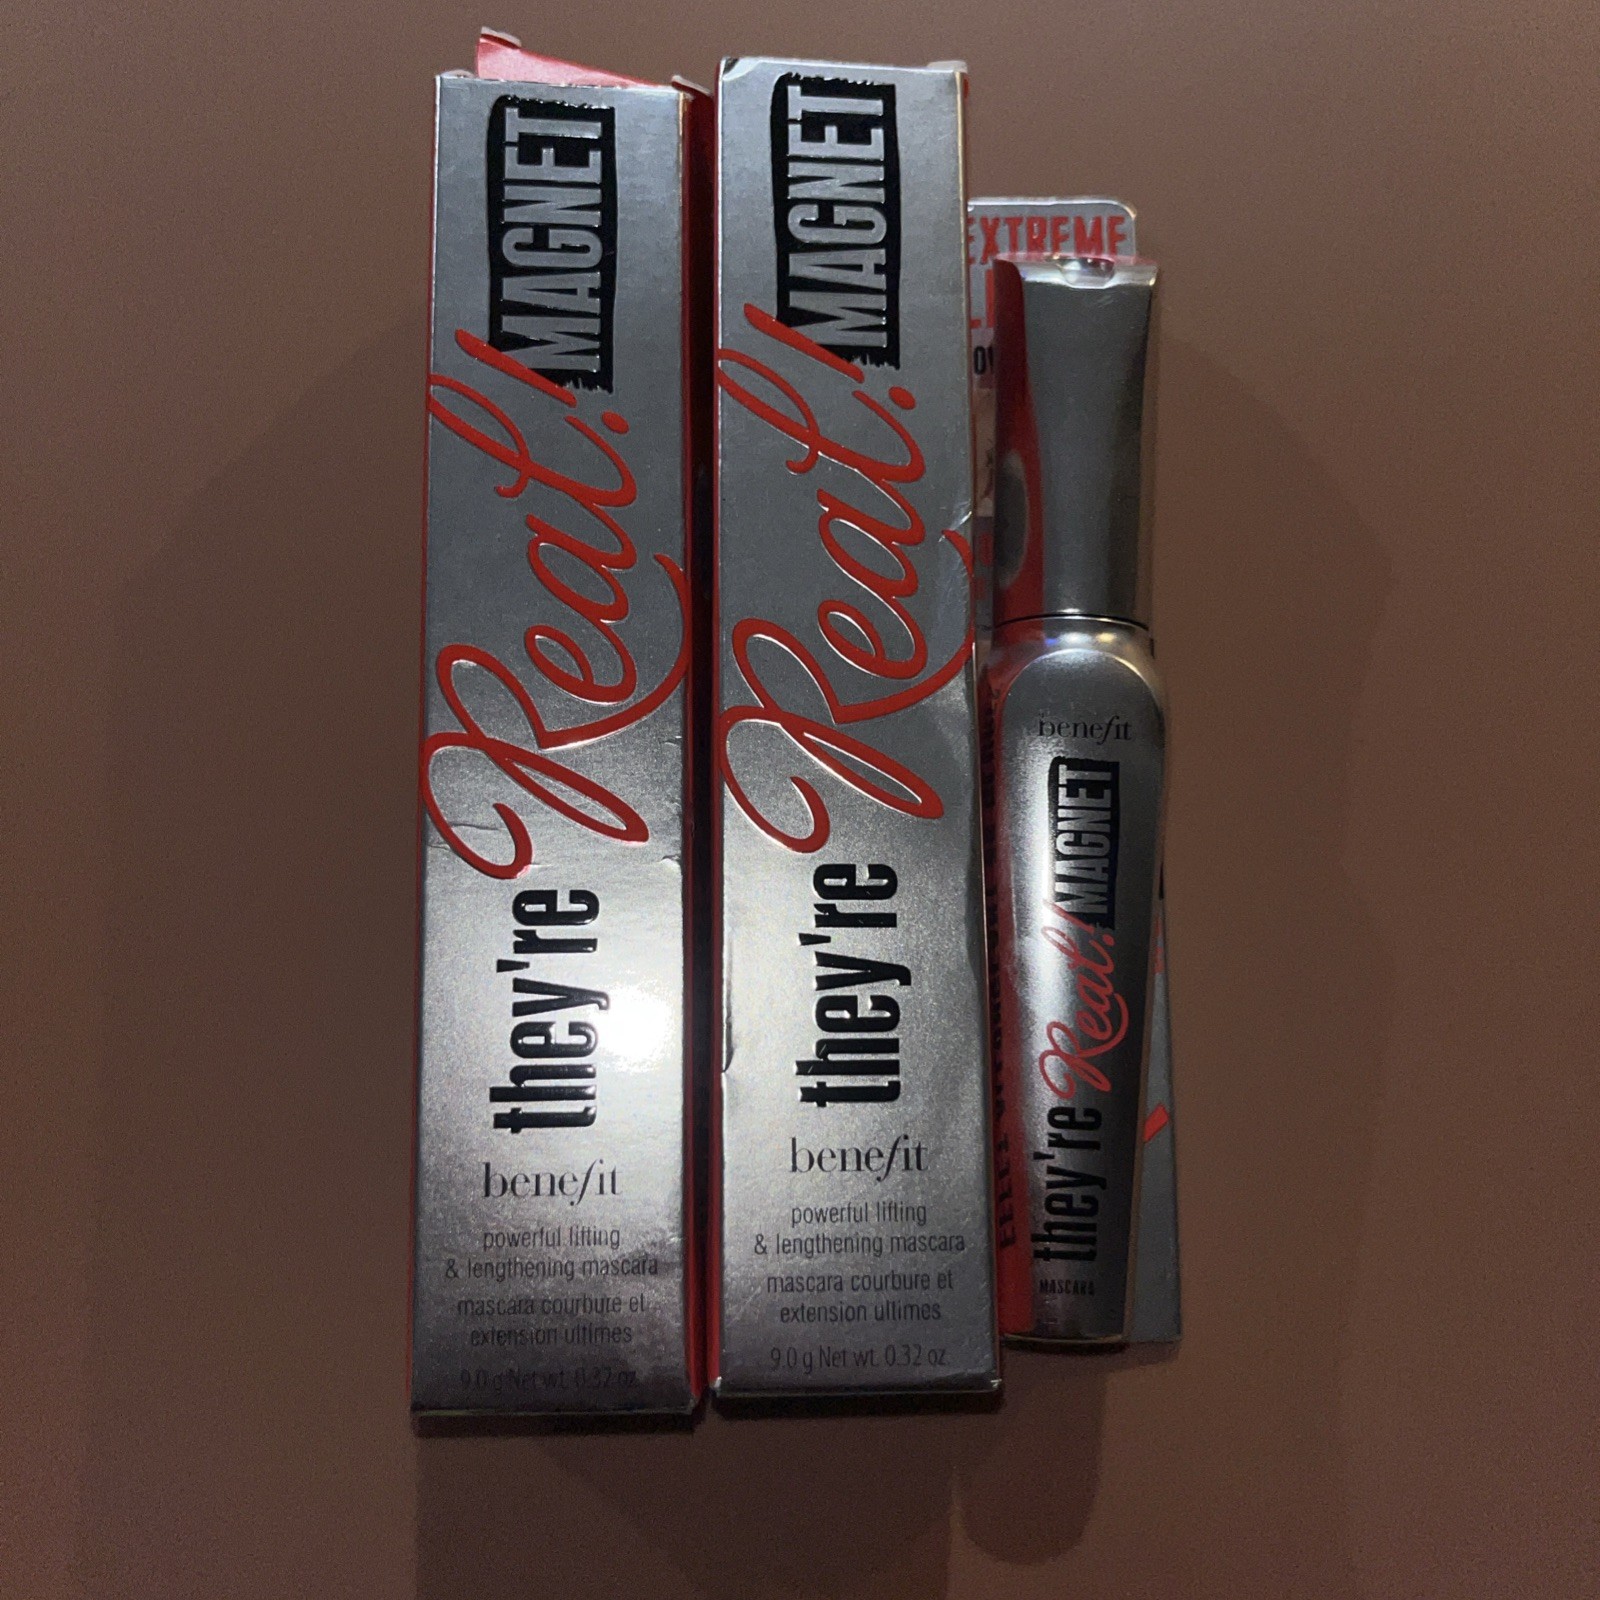 they're Real! MAGNET
benefit
powerful lifting
& lengthening mascara
mascara courbure et
extension ultimes
9.0 g Net wt. 0.32 oz.
they're Real! MAGNET
benefit
powerful lifting
& lengthening mascara
mascara courbure et
extension ultimes
9.0 g Net wt. 0.32 oz.
EXTREME
benefit
they're Real! MAGNET
MASCARA